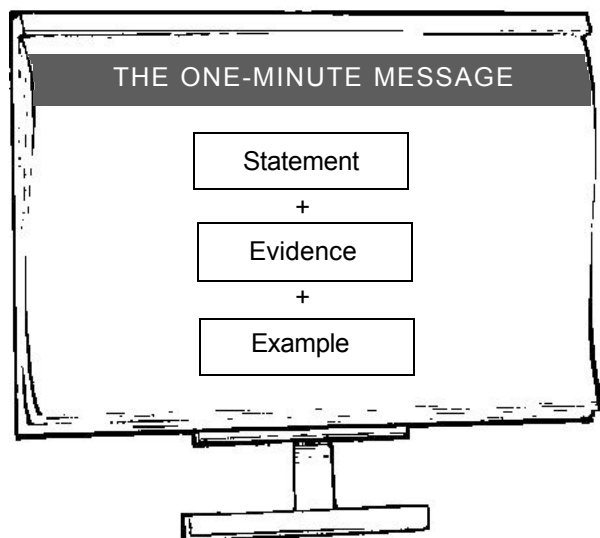 THE ONE-MINUTE MESSAGE
Statement
+
Evidence
+
Example